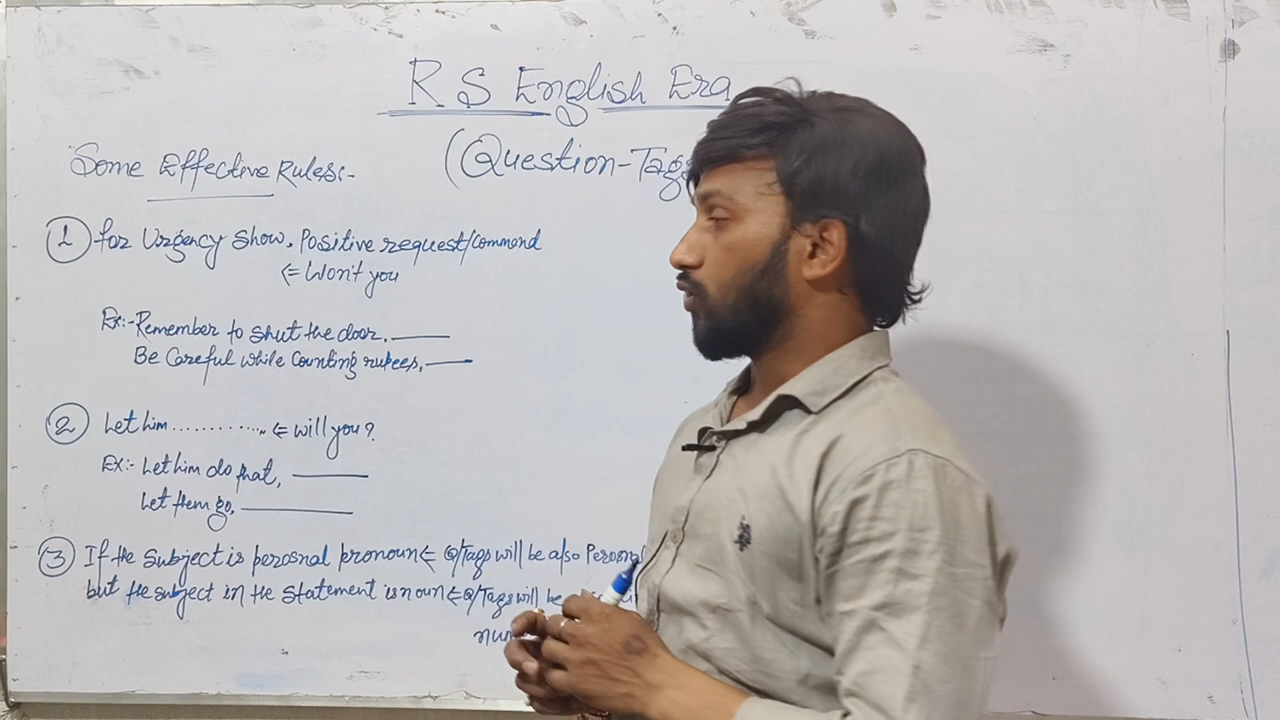 R S English Era
(Question-Tags
Some Effective Rules:-
1 for Urgency Show. Positive request/Command
<= Won't you
Ex:- Remember to shut the door. ____
Be Careful while Counting rupees, ____
2 Let him ............ <= will you?
Ex:- Let him do that, ____
Let them go, ____
3 If the Subject is perosnal pronoun <= Q/Tags will be also Personal
but the subject in the Statement is noun <= Q/Tags will be